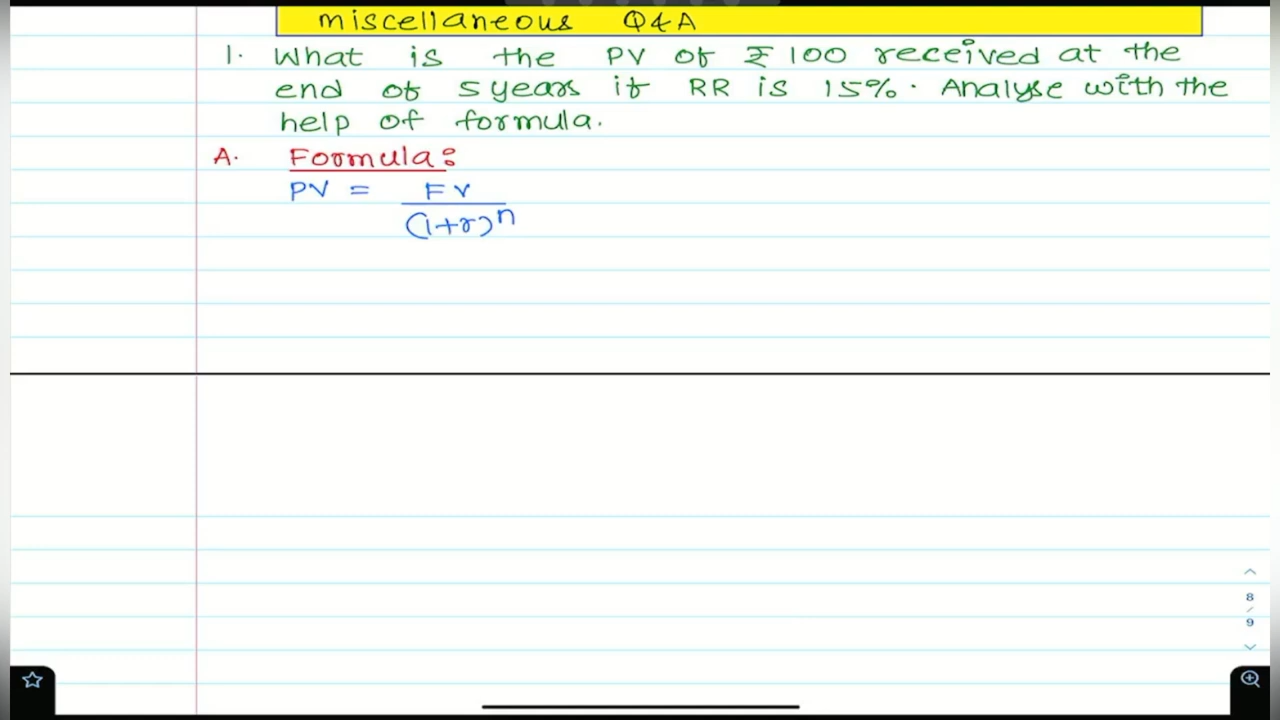 miscellaneous Q&A
1. What is the PV of ₹100 received at the
end of 5 years if RR is 15%. Analyse with the
help of formula.
A. Formula:
PV = FV
(1+r)^n
8
/
9